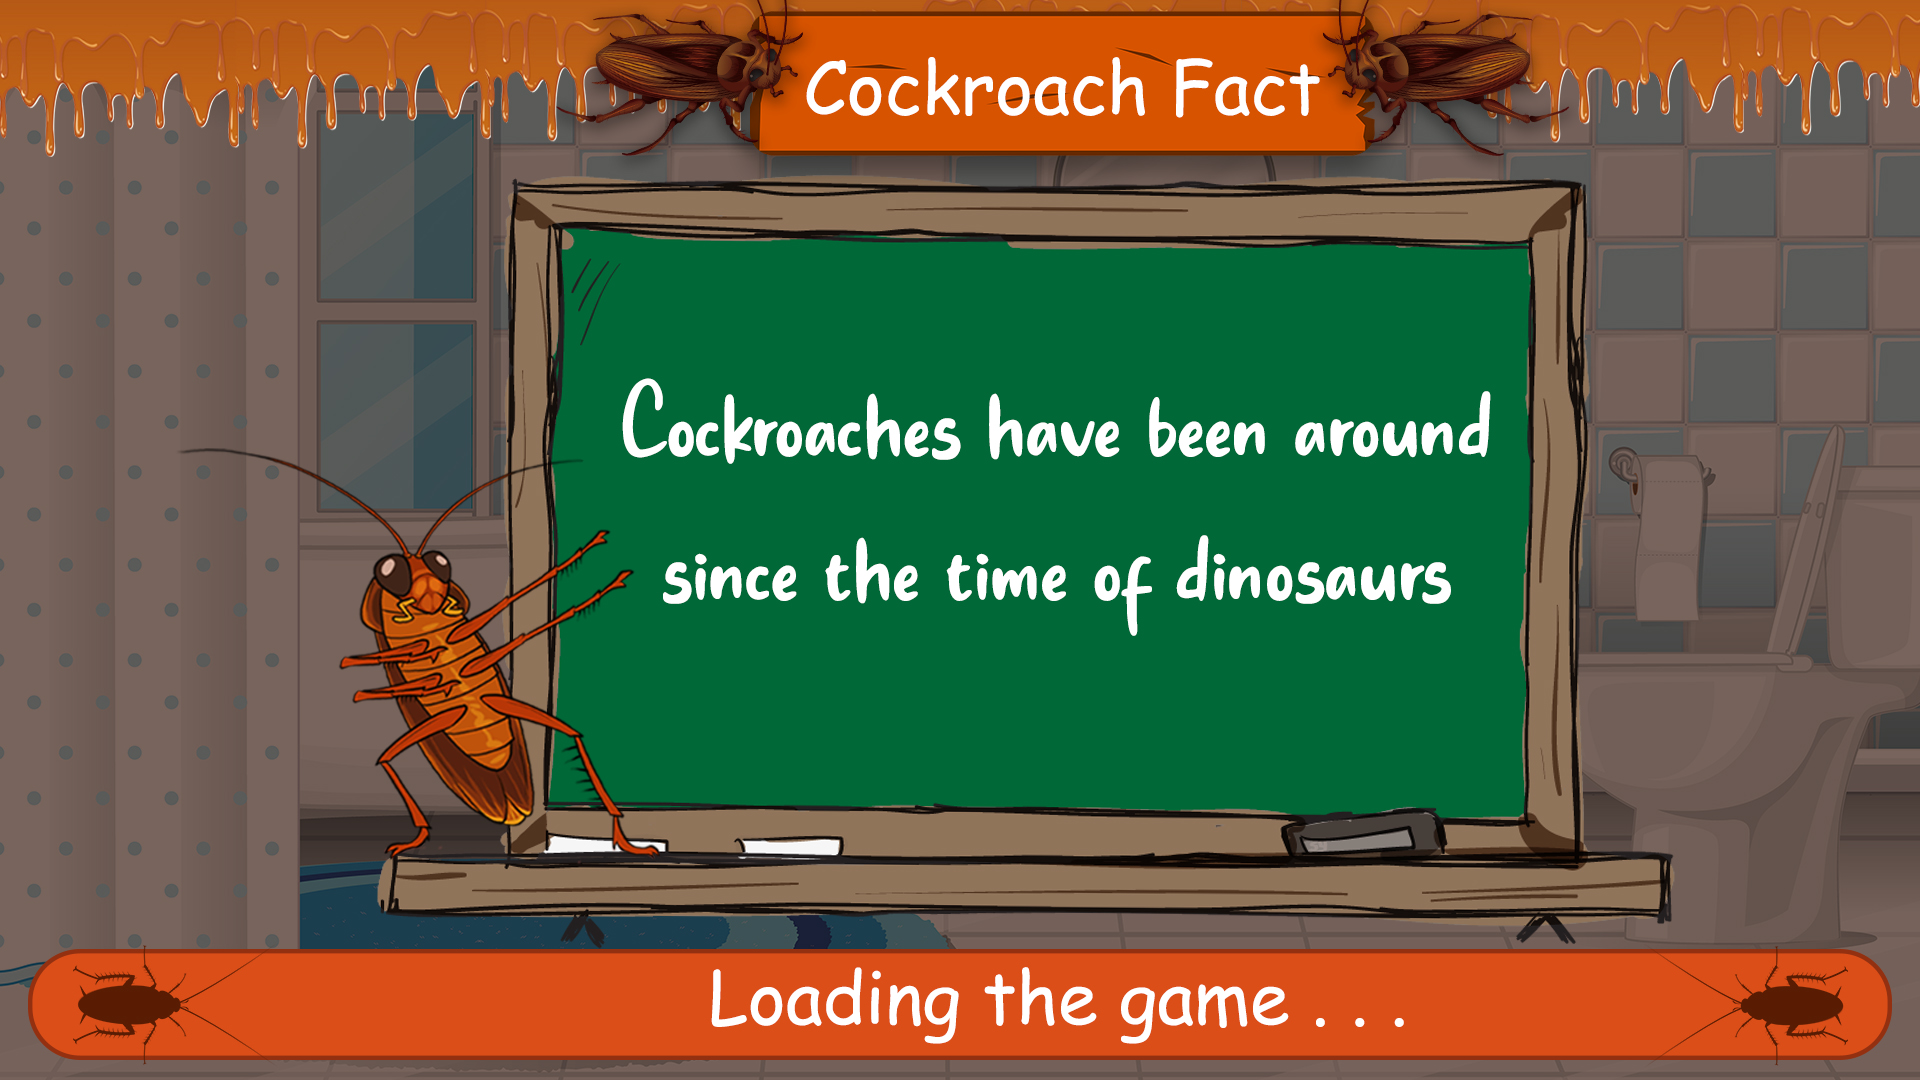 Cockroach Fact
Cockroaches have been around
since the time of dinosaurs
Loading the game . . .